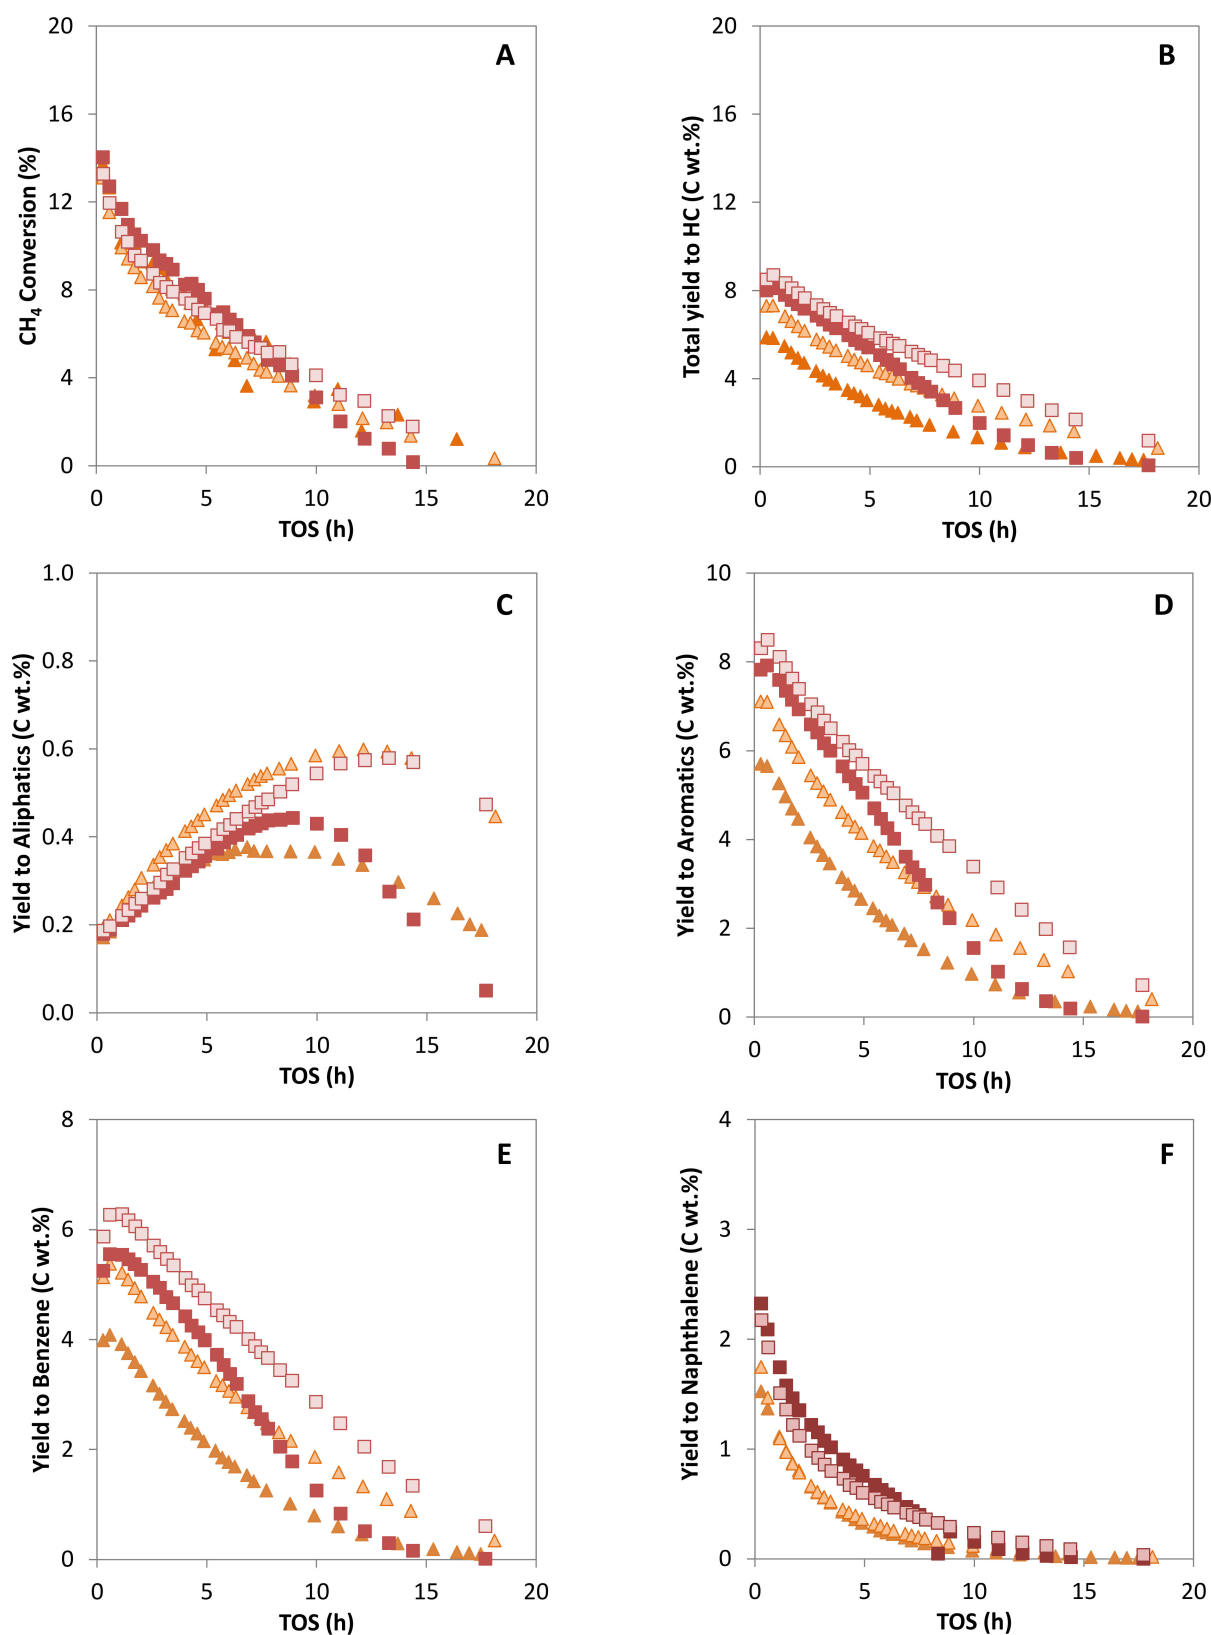 A
CH4 Conversion (%)
20
16
12
8
4
0
0 5 10 15 20
TOS (h)
B
Total yield to HC (C wt.%)
20
16
12
8
4
0
0 5 10 15 20
TOS (h)
C
Yield to Aliphatics (C wt.%)
1.0
0.8
0.6
0.4
0.2
0.0
0 5 10 15 20
TOS (h)
D
Yield to Aromatics (C wt.%)
10
8
6
4
2
0
0 5 10 15 20
TOS (h)
E
Yield to Benzene (C wt.%)
8
6
4
2
0
0 5 10 15 20
TOS (h)
F
Yield to Naphthalene (C wt.%)
4
3
2
1
0
0 5 10 15 20
TOS (h)